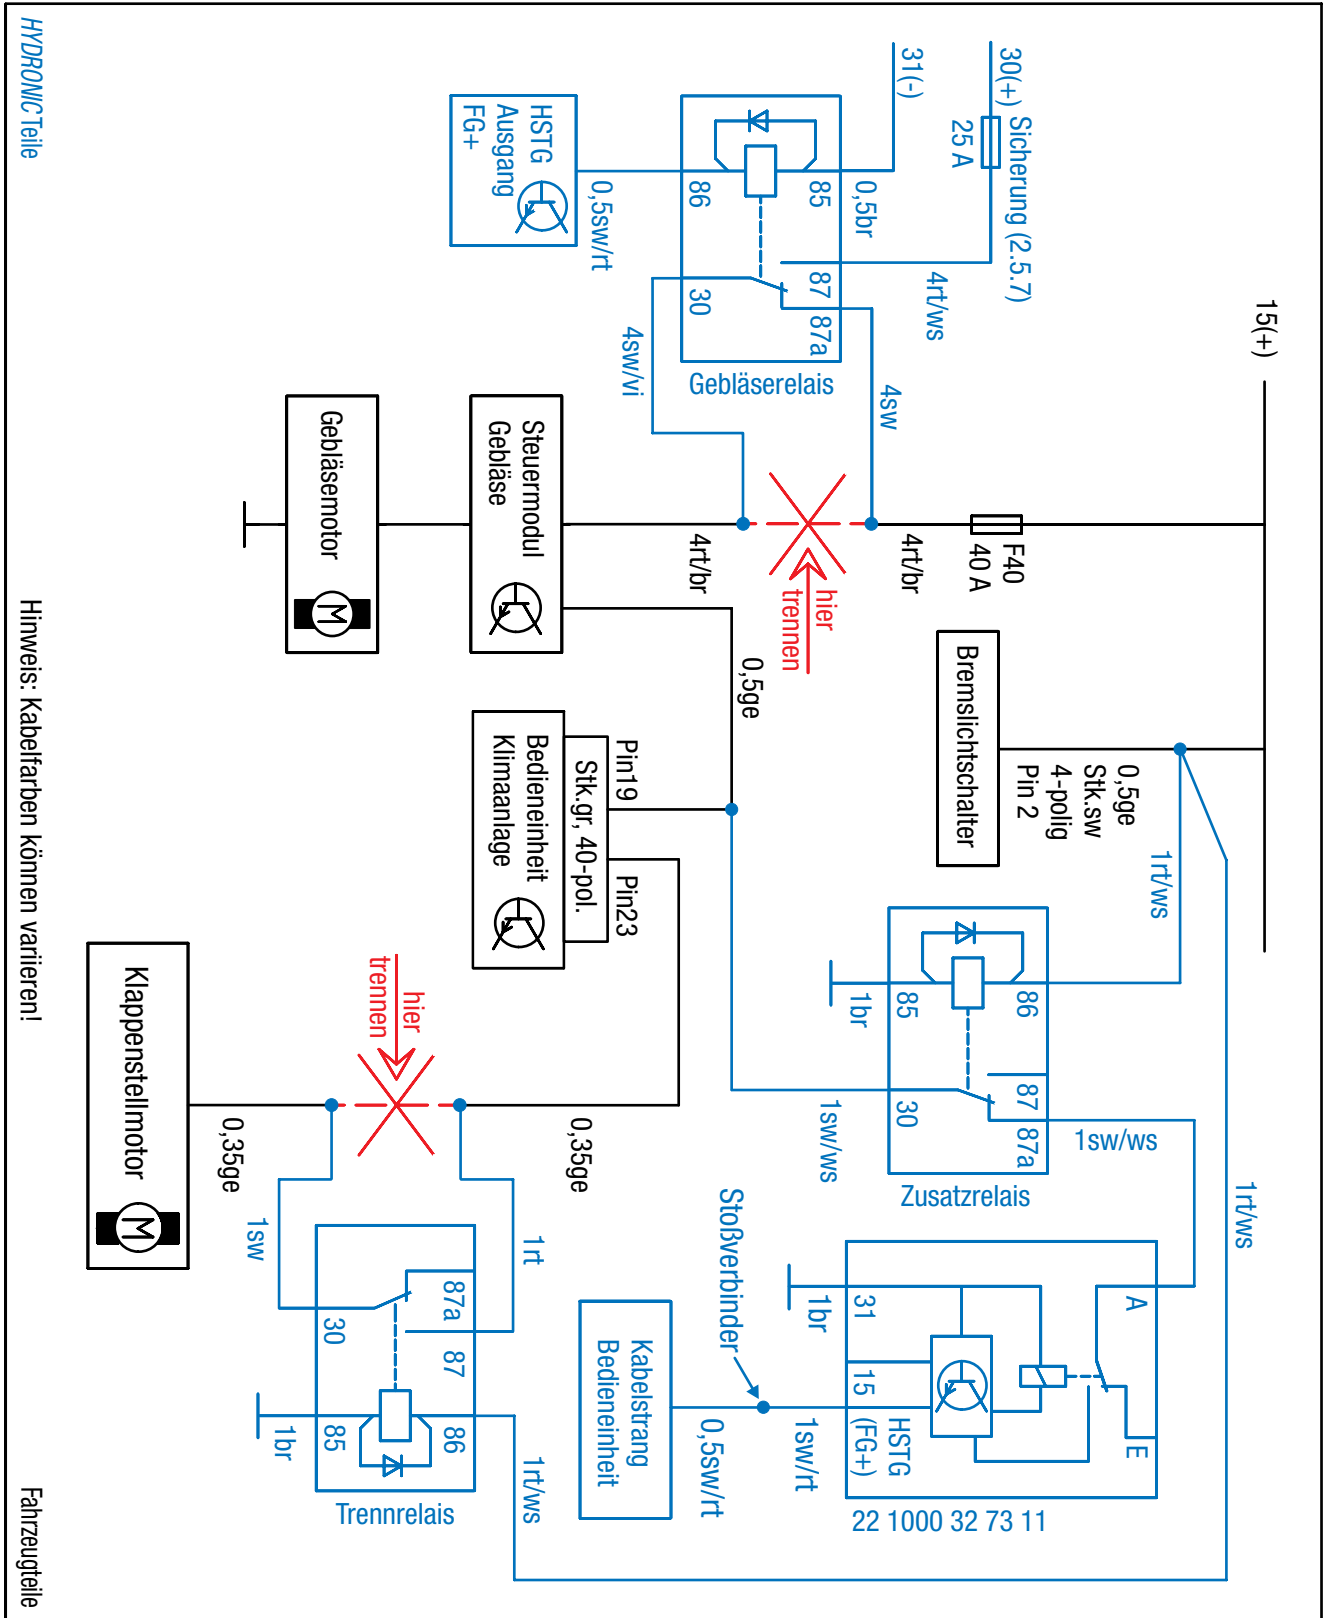 15(+)
30(+) Sicherung (2.5.7)
25 A
31(-)
4rt/ws
0,5br
85
87
87a
86
30
Gebläserelais
HSTG
Ausgang
FG+
0,5sw/rt
4sw/vi
4sw
F40
40 A
4rt/br
hier
trennen
4rt/br
Steuermodul
Gebläse
Gebläsemotor
M
0,5ge
Stk.sw
4-polig
Pin 2
Bremslichtschalter
1rt/ws
0,5ge
Pin19
Pin23
Stk.gr, 40-pol.
Bedieneinheit
Klimaanlage
86
87
87a
85
30
1br
1sw/ws
1sw/ws
Zusatzrelais
1rt/ws
A
E
31
15
HSTG
(FG+)
1br
22 1000 32 73 11
Stoßverbinder
1sw/rt
0,5sw/rt
Kabelstrang
Bedieneinheit
hier
trennen
0,35ge
0,35ge
Klappenstellmotor
M
1rt
1sw
87a
87
86
30
85
1br
1rt/ws
Trennrelais
HYDRONIC Teile
Hinweis: Kabelfarben können variieren!
Fahrzeugteile